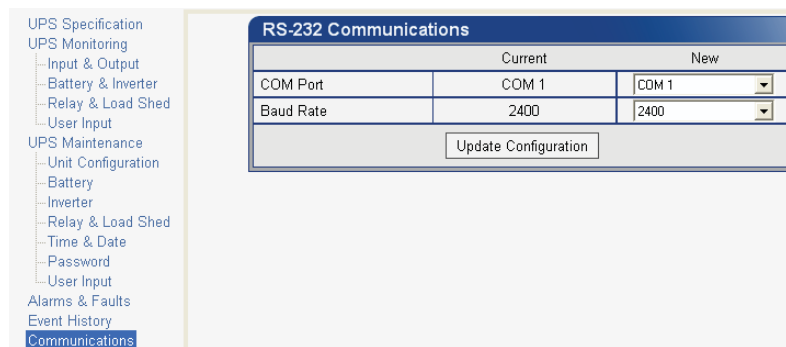 UPS Specification
UPS Monitoring
Input & Output
Battery & Inverter
Relay & Load Shed
User Input
UPS Maintenance
Unit Configuration
Battery
Inverter
Relay & Load Shed
Time & Date
Password
User Input
Alarms & Faults
Event History
Communications
RS-232 Communications
Current New
COM Port COM 1 COM 1
Baud Rate 2400 2400
Update Configuration